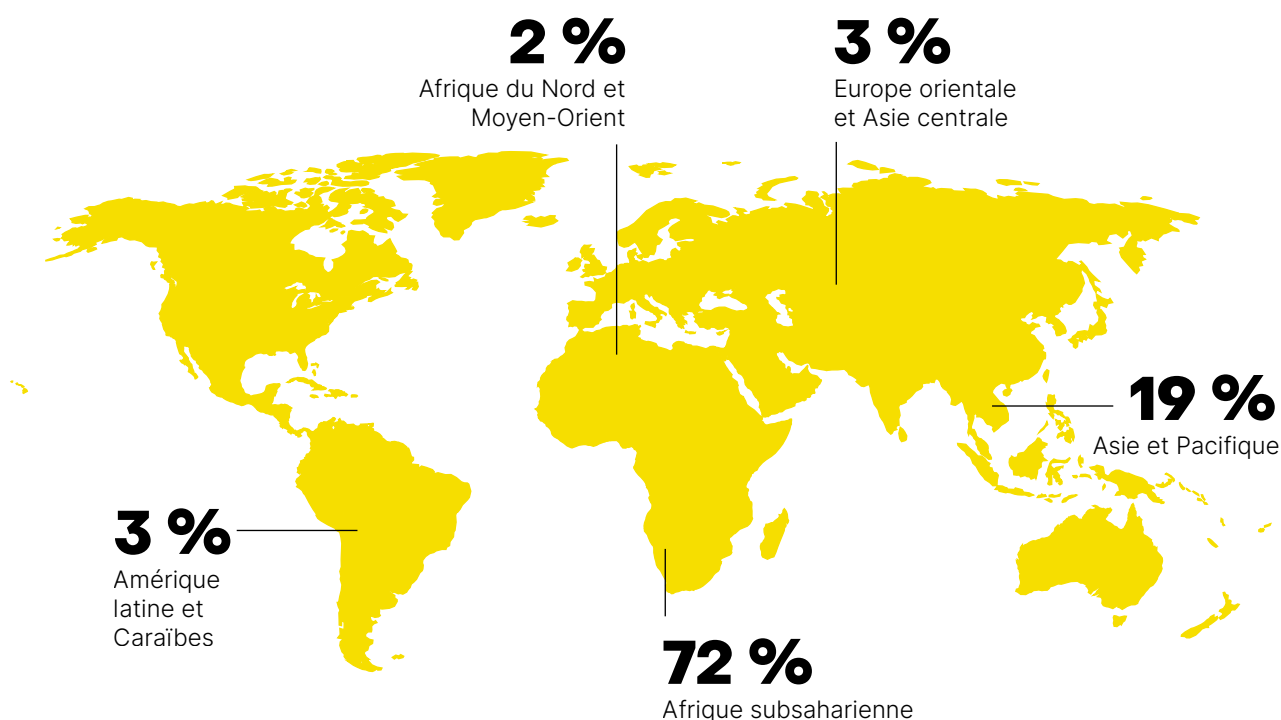 2 %
Afrique du Nord et
Moyen-Orient
3 %
Europe orientale
et Asie centrale
19 %
Asie et Pacifique
3 %
Amérique
latine et
Caraïbes
72 %
Afrique subsaharienne